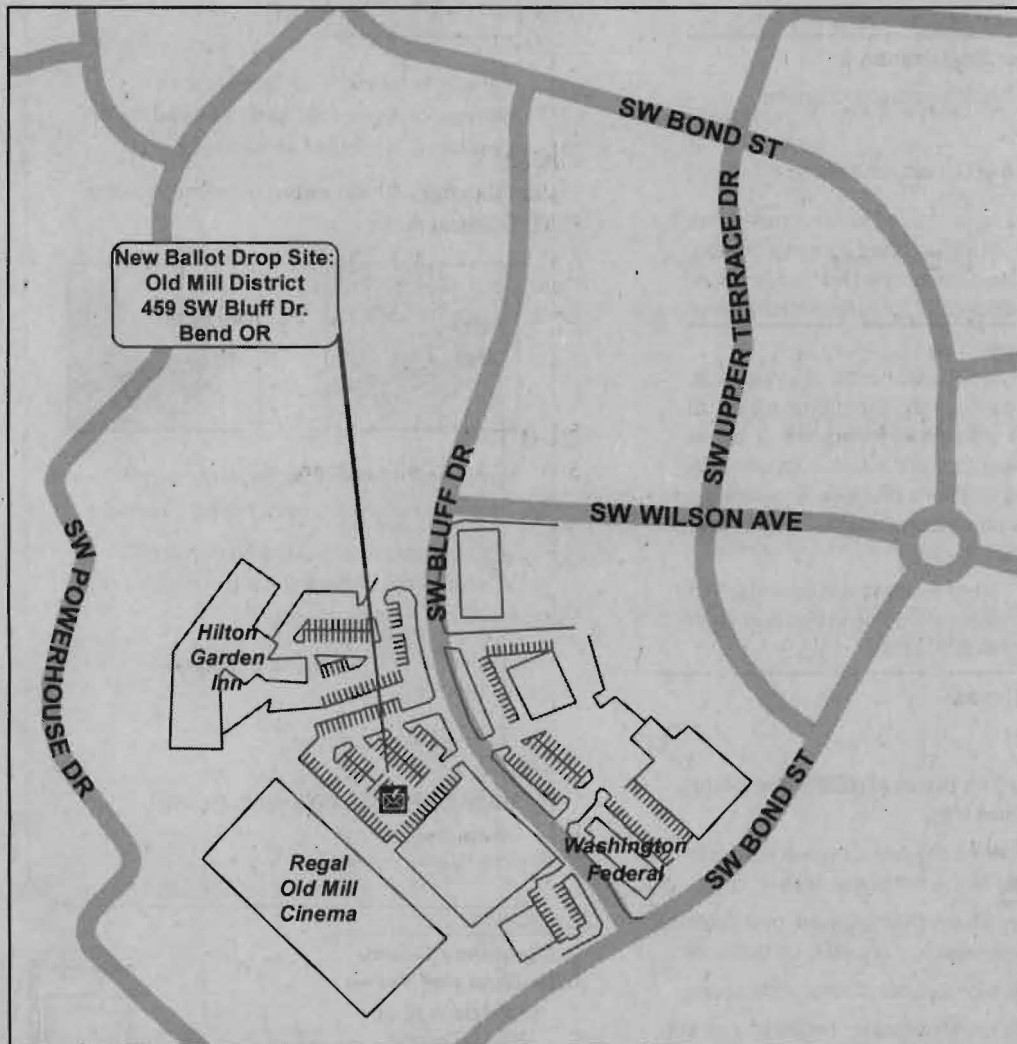 SW BOND ST
SW UPPER TERRACE DR
New Ballot Drop Site:
Old Mill District
459 SW Bluff Dr.
Bend OR
SW BLUFF DR
SW WILSON AVE
SW POWERHOUSE DR
Hilton
Garden
Inn
Regal
Old Mill
Cinema
Washington
Federal
SW BOND ST